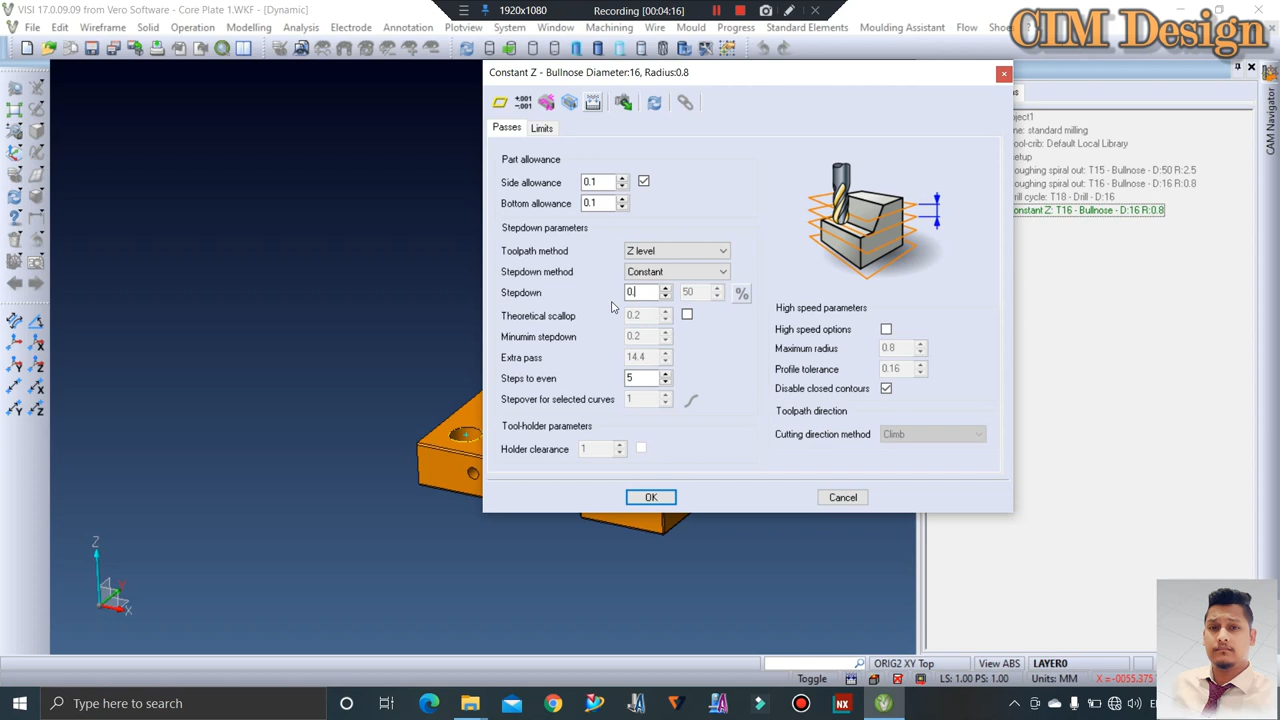 VISI 17.0.09.09 from Vero Software - Core Plate 1.WKF - [Dynamic]
1920x1080
Recording [00:04:16]
CIM Design
File Edit Wireframe Solid Operation Modelling Analysis Electrode Annotation Plotview System Window Machining Wire Mould Progress Standard Elements Moulding Assistant Flow
Constant Z - Bullnose Diameter:16, Radius:0.8
+.001
-.001
Passes Limits
Part allowance
Side allowance 0.1
Bottom allowance 0.1
Stepdown parameters
Toolpath method Z level
Stepdown method Constant
Stepdown 0. 50 %
Theoretical scallop 0.2
Minumim stepdown 0.2
Extra pass 14.4
Steps to even 5
Stepover for selected curves 1
Tool-holder parameters
Holder clearance 1
High speed parameters
High speed options
Maximum radius 0.8
Profile tolerance 0.16
Disable closed contours
Toolpath direction
Cutting direction method Climb
OK Cancel
CAM Navigator
oject1
ne: standard milling
ool-crib: Default Local Library
etup
oughing spiral out: T15 - Bullnose - D:50 R:2.5
oughing spiral out: T16 - Bullnose - D:16 R:0.8
rill cycle: T18 - Drill - D:16
onstant Z: T16 - Bullnose - D:16 R:0.8
Z
Y
X
ORIG2 XY Top View ABS LAYER0
Toggle LS: 1.00 PS: 1.00 Units: MM X =-0055.375
Type here to search
NX